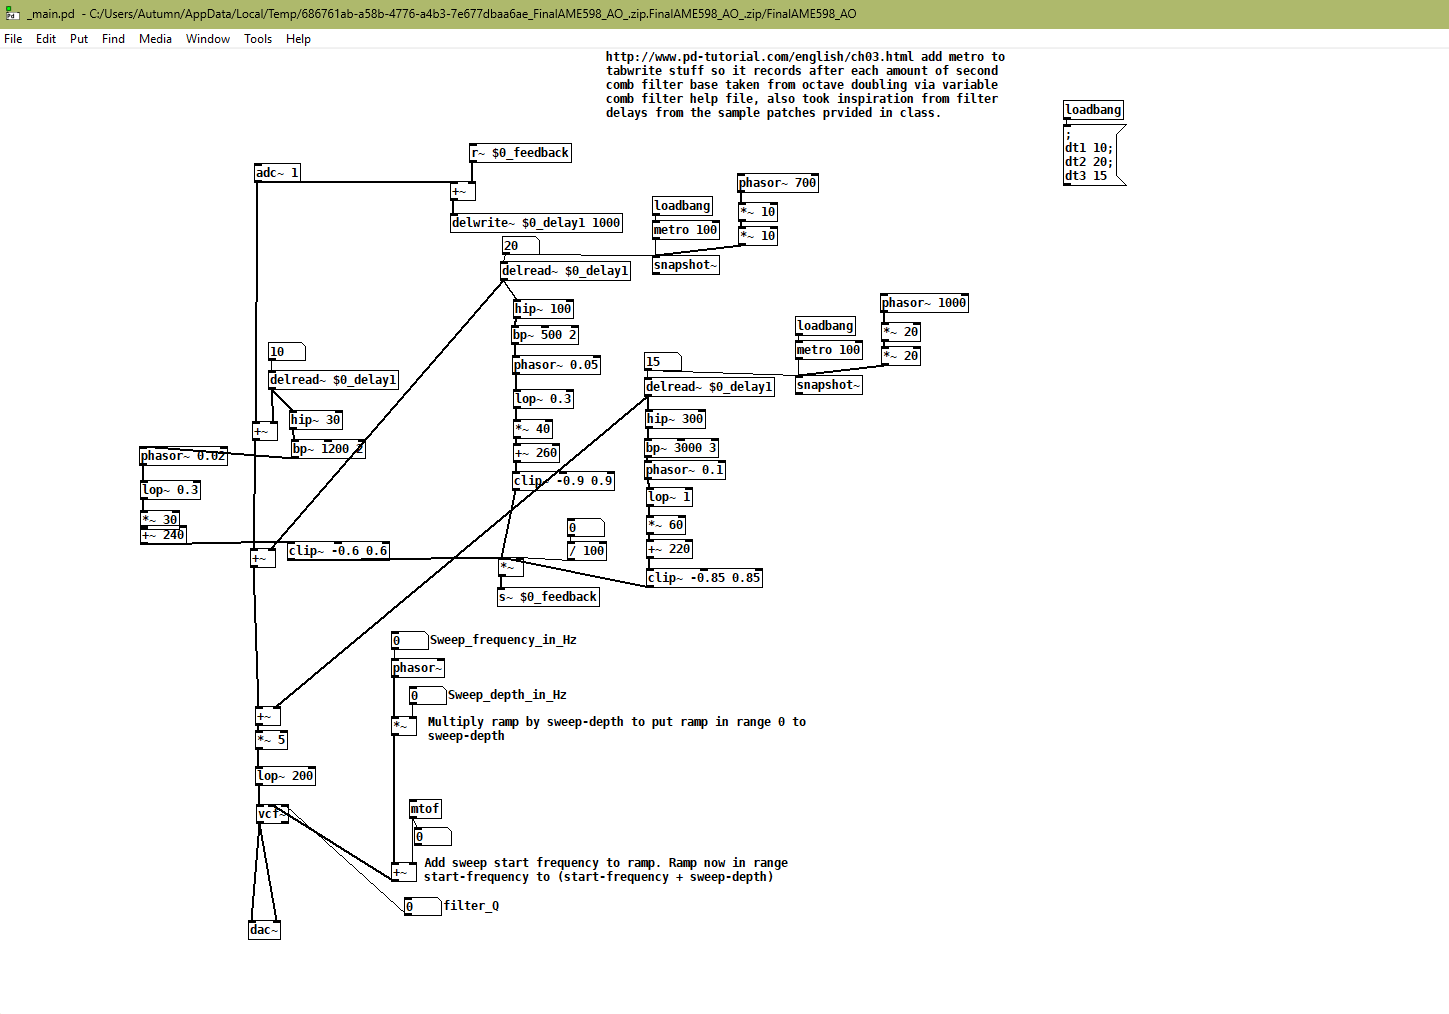 _main.pd - C:/Users/Autumn/AppData/Local/Temp/686761ab-a58b-4776-a4b3-7e677dbaa6ae_FinalAME598_AO_.zip.FinalAME598_AO_.zip/FinalAME598_AO
File Edit Put Find Media Window Tools Help
http://www.pd-tutorial.com/english/ch03.html add metro to
tabwrite stuff so it records after each amount of second
comb filter base taken from octave doubling via variable
comb filter help file, also took inspiration from filter
delays from the sample patches prvided in class.
loadbang
;
dt1 10;
dt2 20;
dt3 15
r~ $0_feedback
adc~ 1
+~
delwrite~ $0_delay1 1000
phasor~ 700
loadbang
*~ 10
metro 100
*~ 10
snapshot~
20
delread~ $0_delay1
hip~ 100
bp~ 500 2
phasor~ 0.05
lop~ 0.3
*~ 40
+~ 260
clip~ -0.9 0.9
phasor~ 1000
loadbang
*~ 20
metro 100
*~ 20
snapshot~
15
delread~ $0_delay1
hip~ 300
bp~ 3000 3
phasor~ 0.1
lop~ 1
*~ 60
+~ 220
clip~ -0.85 0.85
10
delread~ $0_delay1
hip~ 30
+~
bp~ 1200 2
phasor~ 0.02
lop~ 0.3
*~ 30
+~ 240
+~
clip~ -0.6 0.6
0
/ 100
*~
s~ $0_feedback
0 Sweep_frequency_in_Hz
phasor~
0 Sweep_depth_in_Hz
*~
Multiply ramp by sweep-depth to put ramp in range 0 to
sweep-depth
+~
*~ 5
lop~ 200
vcf~
mtof
0
+~
Add sweep start frequency to ramp. Ramp now in range
start-frequency to (start-frequency + sweep-depth)
0 filter_Q
dac~